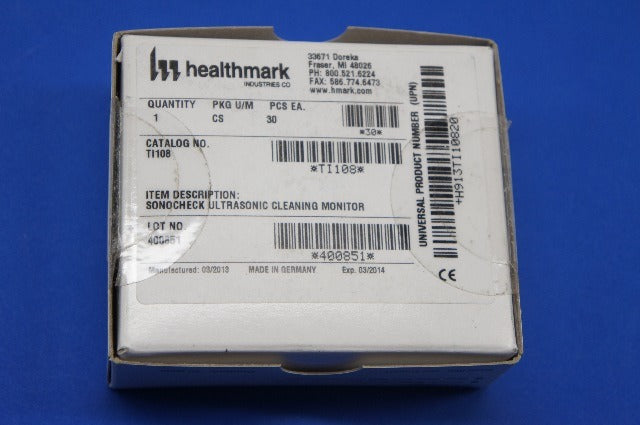 healthmark
INDUSTRIES CO
33671 Doreka
Fraser, MI 48026
PH: 800.521.6224
FAX: 586.774.6473
www.hmark.com
QUANTITY PKG U/M PCS EA.
1 CS 30
*30*
CATALOG NO.
TI108
*TI108*
ITEM DESCRIPTION:
SONOCHECK ULTRASONIC CLEANING MONITOR
LOT NO.
400851
*400851*
Manufactured: 03/2013 MADE IN GERMANY Exp. 03/2014
UNIVERSAL PRODUCT NUMBER (UPN)
+H913TI10820
CE